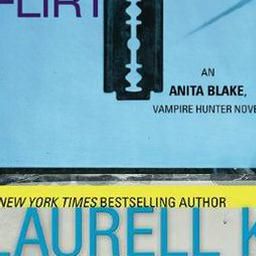 FLIRT
AN
ANITA BLAKE,
VAMPIRE HUNTER NOVE
NEW YORK TIMES BESTSELLING AUTHOR
LAURELL K